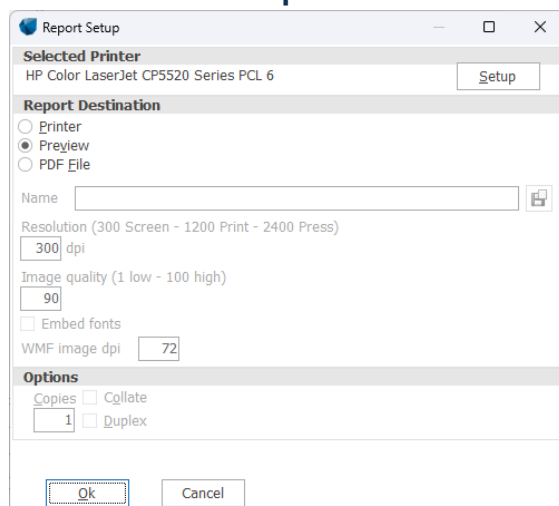 Report Setup
Selected Printer
HP Color LaserJet CP5520 Series PCL 6
Setup
Report Destination
Printer
Preview
PDF File
Name
Resolution (300 Screen - 1200 Print - 2400 Press)
300 dpi
Image quality (1 low - 100 high)
90
Embed fonts
WMF image dpi 72
Options
Copies Collate
1 Duplex
Ok Cancel